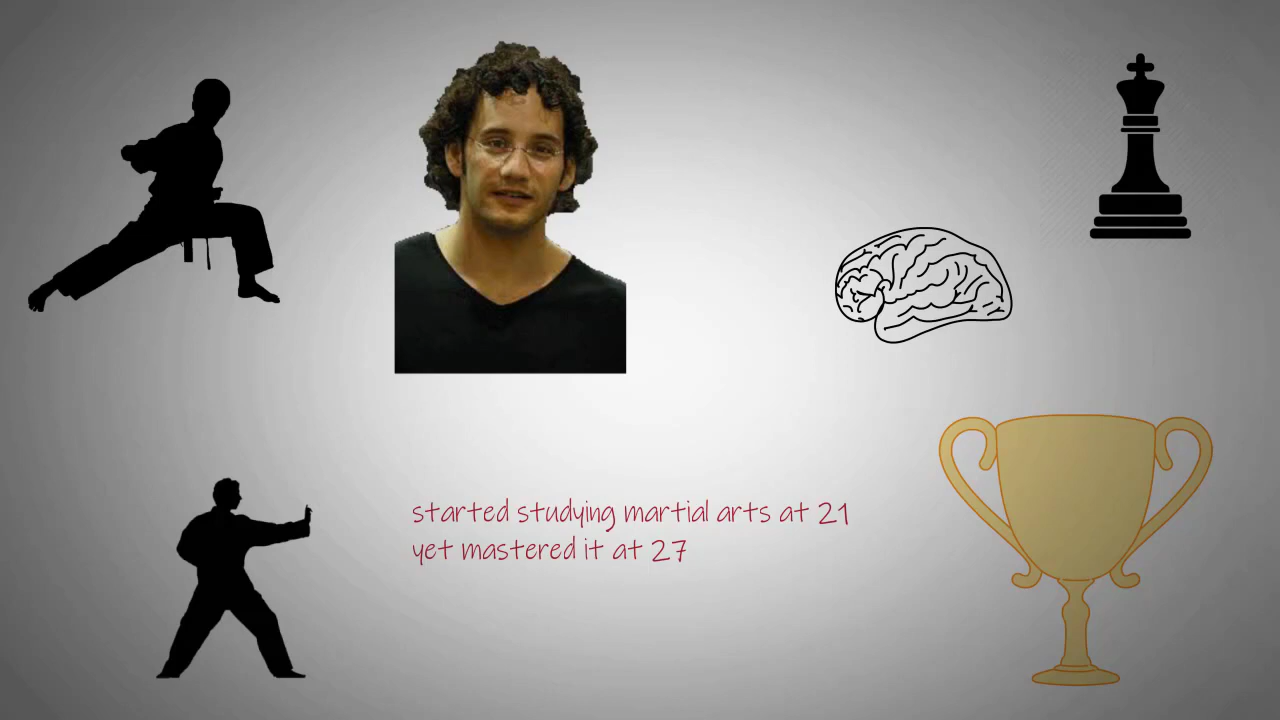 started studying martial arts at 21
yet mastered it at 27